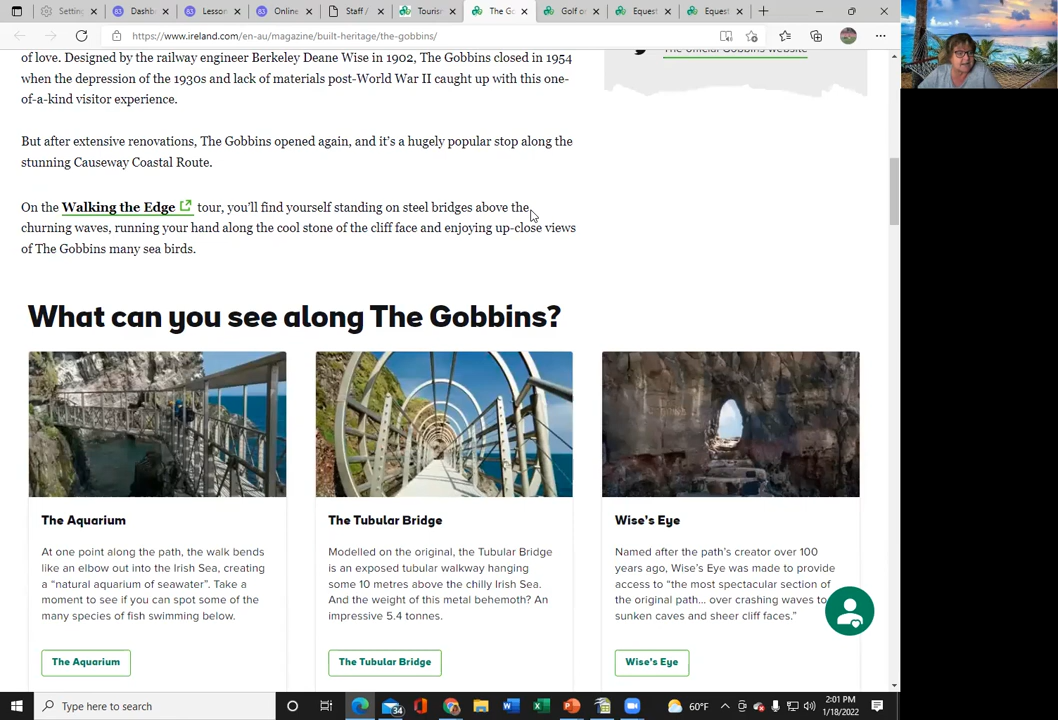 Settin
Dashb
Lesson
Online
Staff /
Touris
The Go
Golf o
Equest
Equest
https://www.ireland.com/en-au/magazine/built-heritage/the-gobbins/
of love. Designed by the railway engineer Berkeley Deane Wise in 1902, The Gobbins closed in 1954
when the depression of the 1930s and lack of materials post-World War II caught up with this one-
of-a-kind visitor experience.
The official Gobbins website
But after extensive renovations, The Gobbins opened again, and it's a hugely popular stop along the
stunning Causeway Coastal Route.
On the Walking the Edge tour, you'll find yourself standing on steel bridges above the
churning waves, running your hand along the cool stone of the cliff face and enjoying up-close views
of The Gobbins many sea birds.
What can you see along The Gobbins?
The Aquarium
At one point along the path, the walk bends
like an elbow out into the Irish Sea, creating
a “natural aquarium of seawater”. Take a
moment to see if you can spot some of the
many species of fish swimming below.
The Aquarium
The Tubular Bridge
Modelled on the original, the Tubular Bridge
is an exposed tubular walkway hanging
some 10 metres above the chilly Irish Sea.
And the weight of this metal behemoth? An
impressive 5.4 tonnes.
The Tubular Bridge
Wise's Eye
Named after the path's creator over 100
years ago, Wise's Eye was made to provide
access to “the most spectacular section of
the original path... over crashing waves to
sunken caves and sheer cliff faces.”
Wise's Eye
Type here to search
34
60°F
2:01 PM
1/18/2022